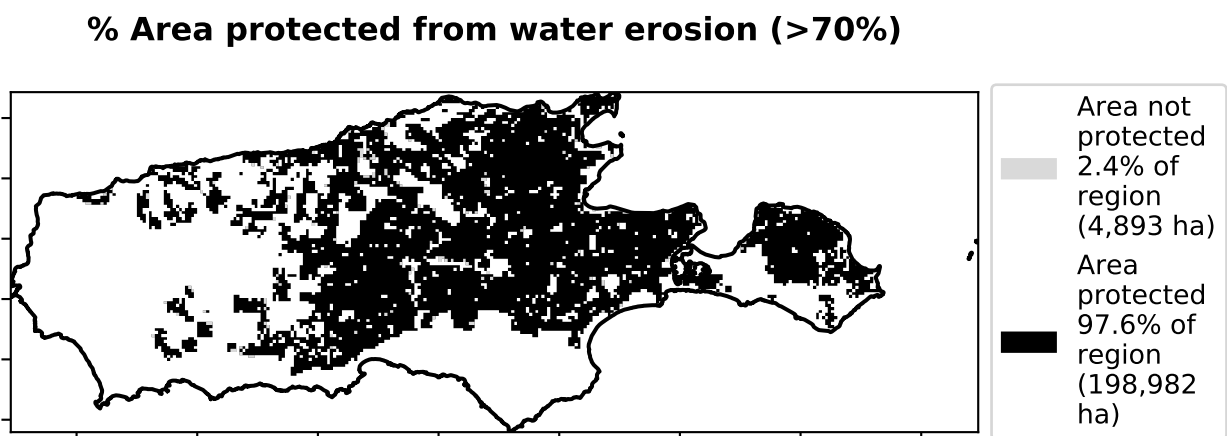 % Area protected from water erosion (>70%)
Area not
protected
2.4% of
region
(4,893 ha)
Area
protected
97.6% of
region
(198,982
ha)